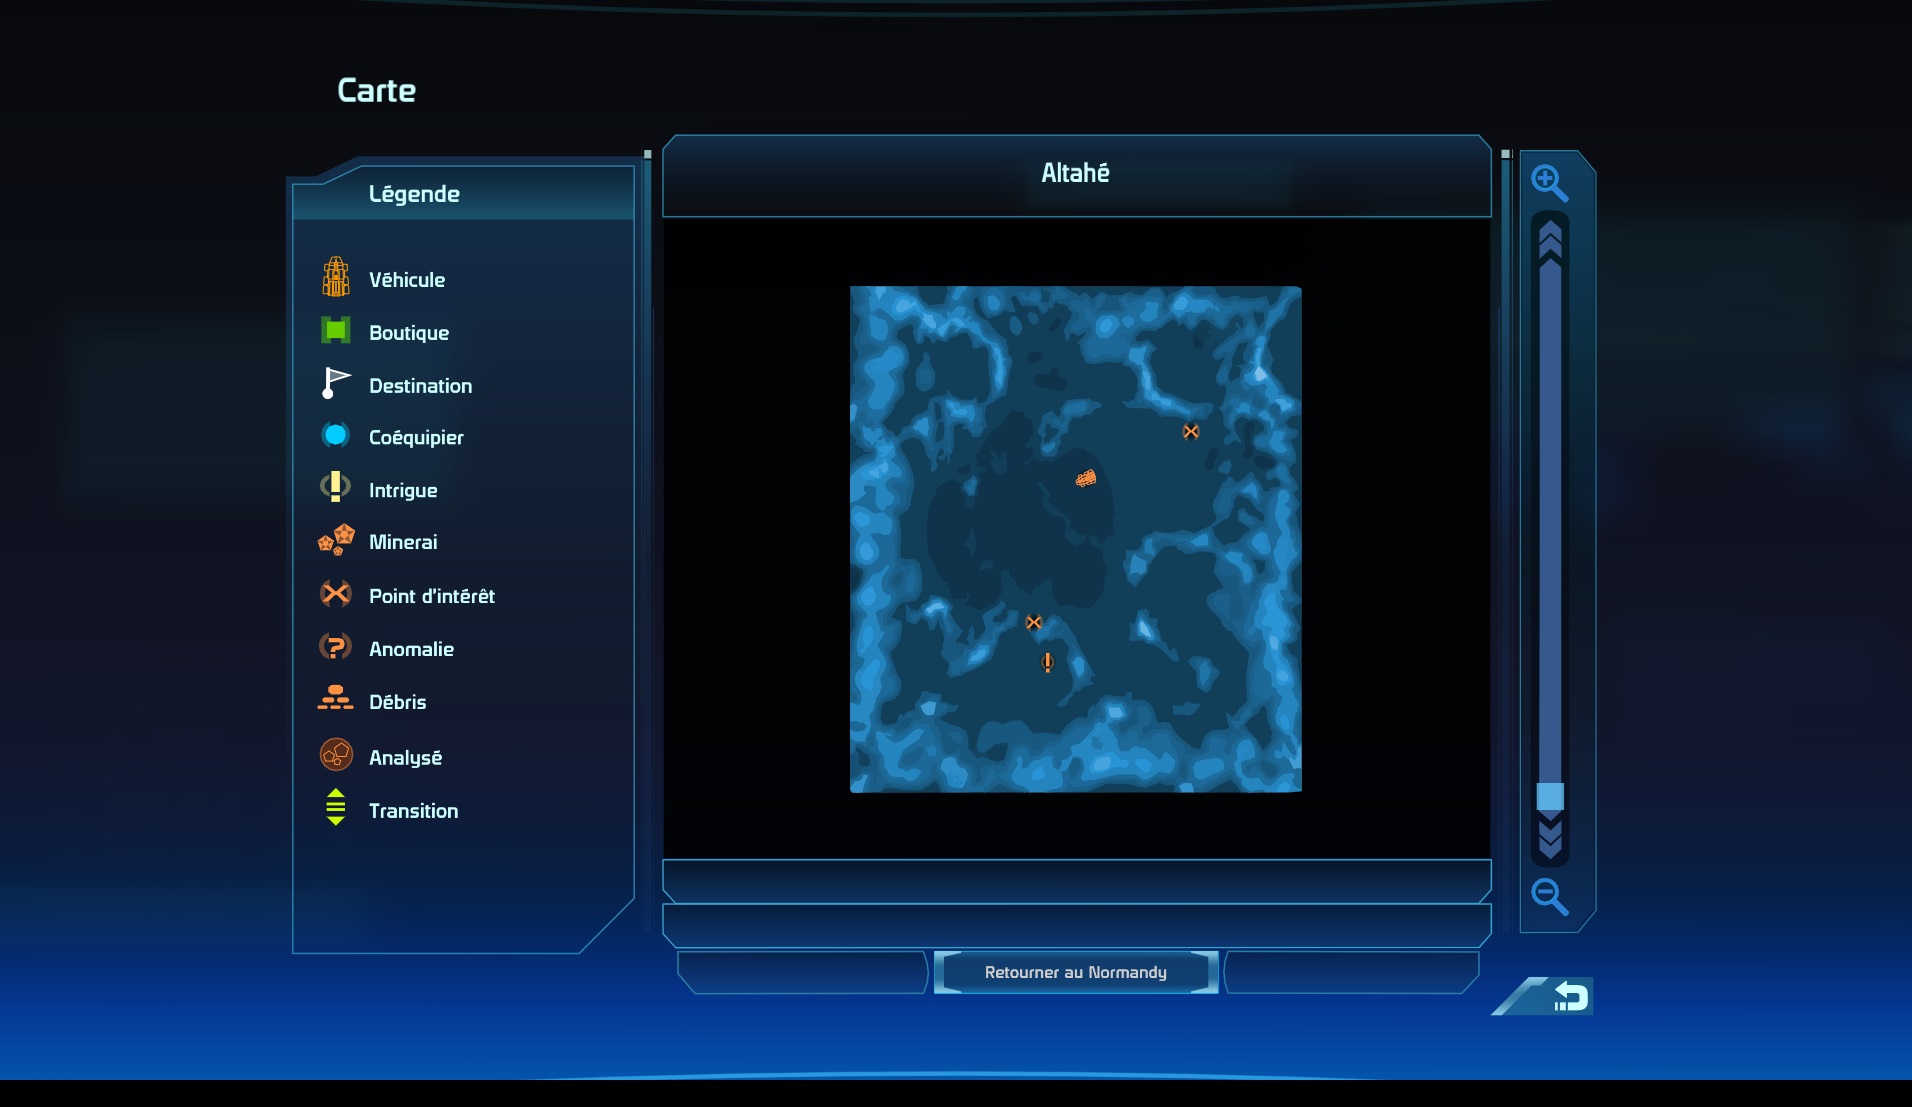 Carte
Légende
Véhicule
Boutique
Destination
Coéquipier
Intrigue
Minerai
Point d'intérêt
Anomalie
Débris
Analysé
Transition
Altahé
Retourner au Normandy